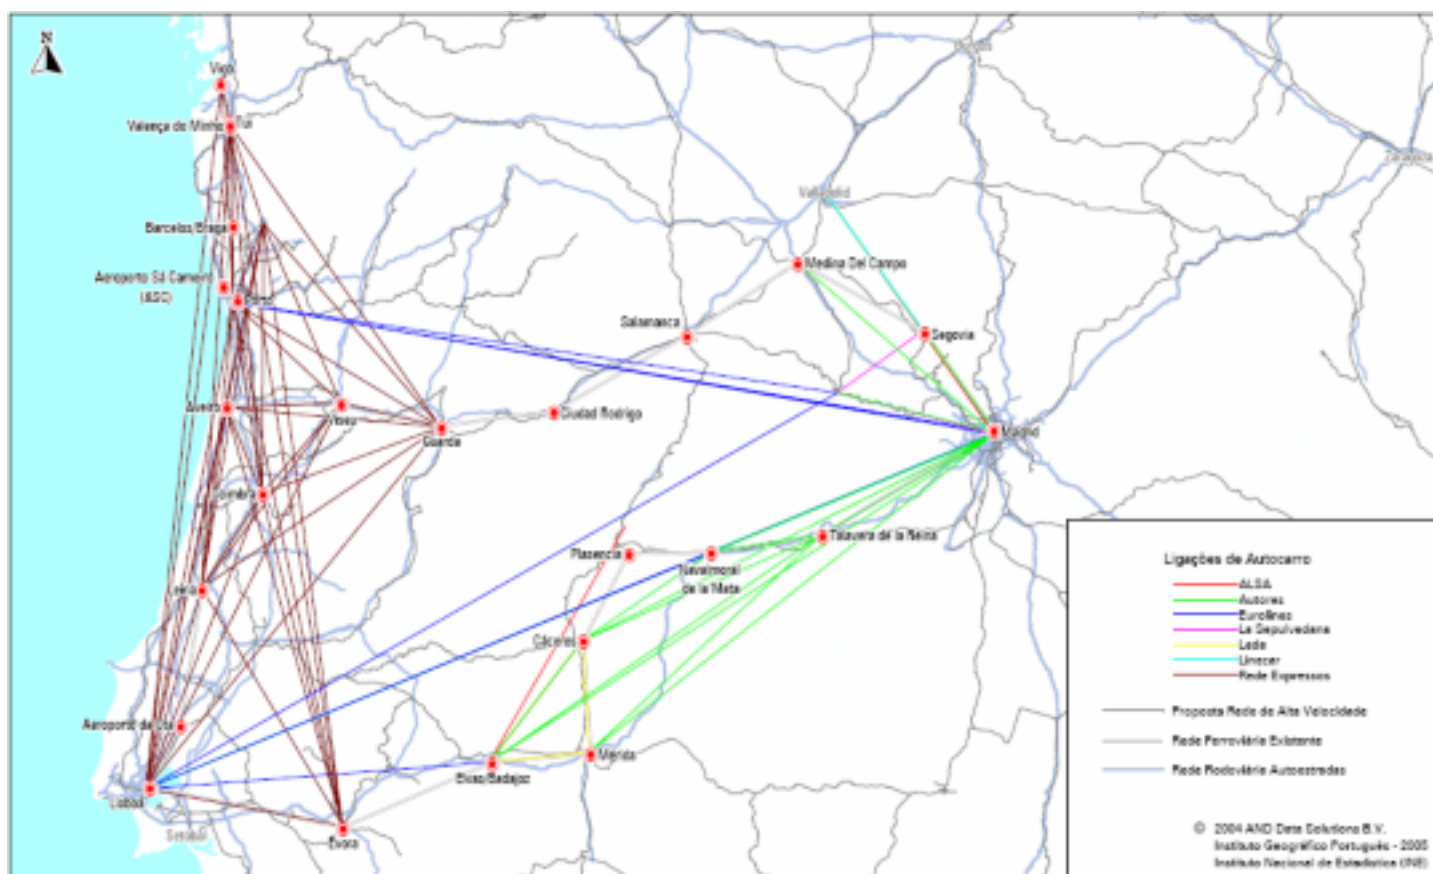 N
Vigo
Valença do Minho
Tui
Barcelos/Braga
Aeroporto Sá Carneiro
(ASC)
Porto
Aveiro
Viseu
Guarda
Coimbra
Leiria
Aeroporto da Ota
Lisboa
Setúbal
Évora
Elvas/Badajoz
Mérida
Cáceres
Plasencia
Navalmoral
de la Mata
Talavera de la Reina
Ciudad Rodrigo
Salamanca
Medina Del Campo
Valladolid
Segovia
Madrid
Burgos
Zaragoza
Ligações de Autocarro
ALSA
Autores
Eurolines
La Sepulvedana
Leda
Linecar
Rede Expressos
Proposta Rede de Alta Velocidade
Rede Ferroviária Existente
Rede Rodoviária Autoestradas
© 2004 AND Data Solutions B.V.
Instituto Geográfico Português - 2005
Instituto Nacional de Estadística (INE)